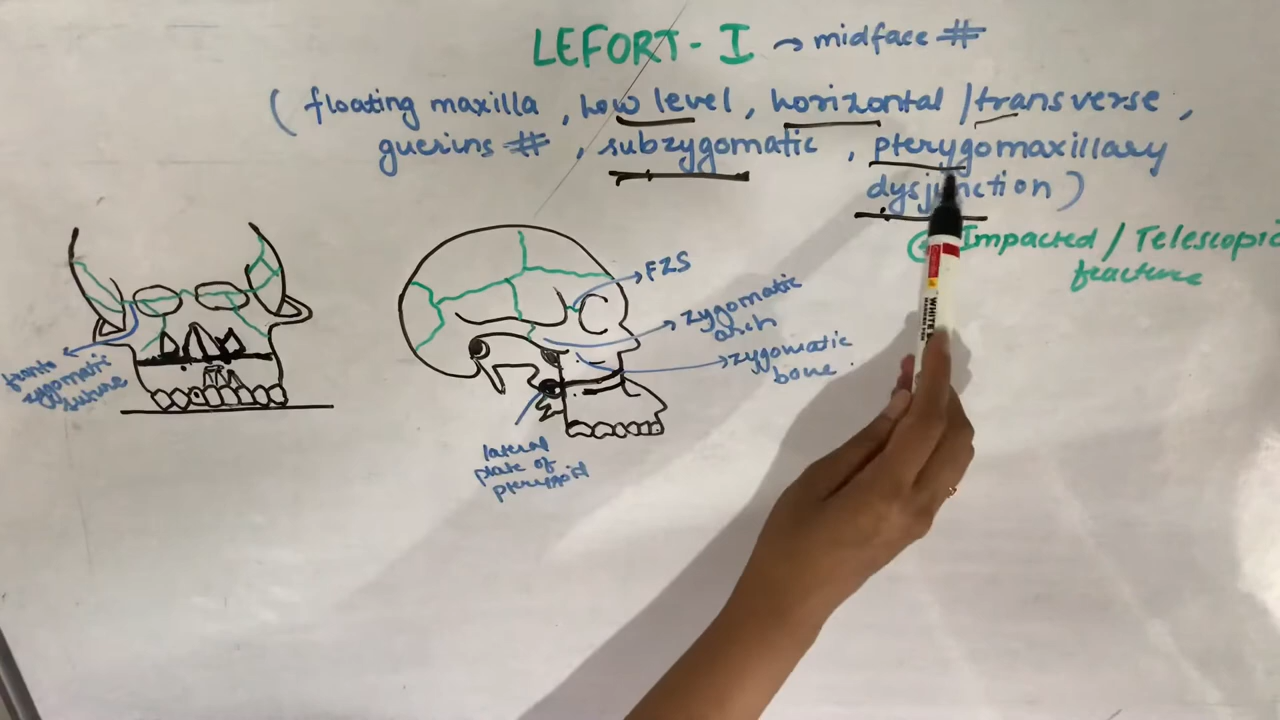 LEFORT - I → midface #
( floating maxilla , low level , horizontal / transverse ,
guerins # , subzygomatic , pterygomaxillary
dysjunction )
Impacted / Telescopic
fracture
FZS
zygomatic
arch
zygomatic
bone
fronto
zygomatic
suture
lateral
plate of
pterygoid
WHITE